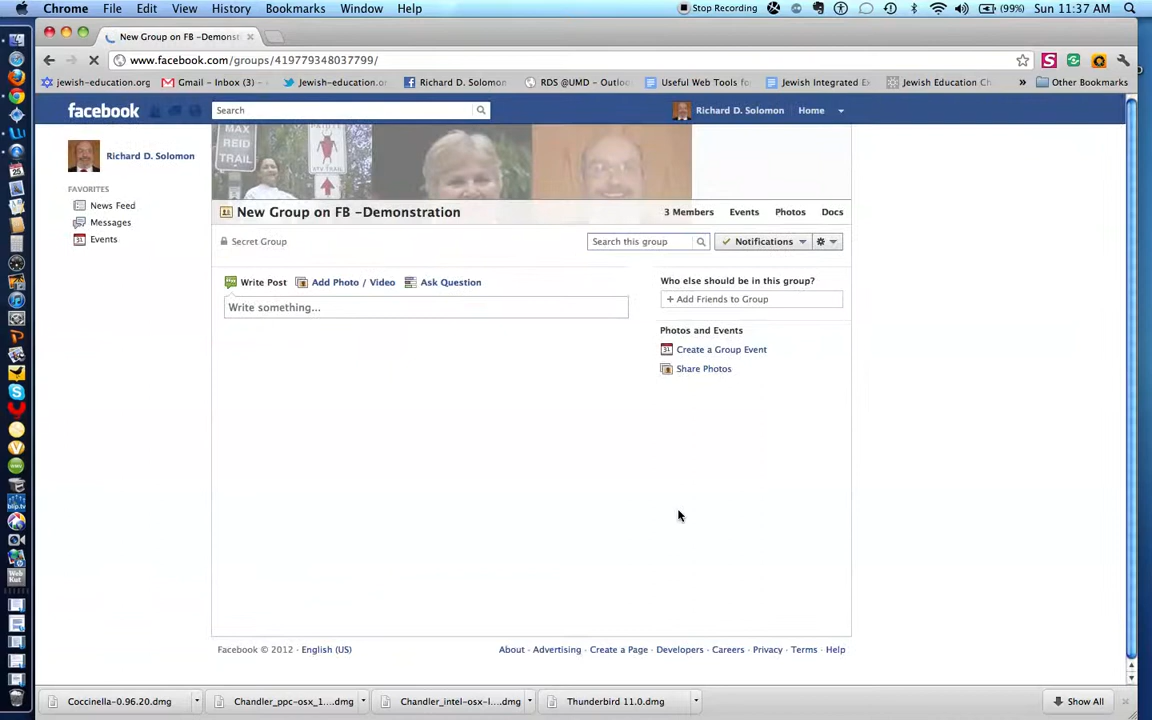 Chrome File Edit View History Bookmarks Window Help Stop Recording (99%) Sun 11:37 AM
New Group on FB –Demonst
www.facebook.com/groups/419779348037799/
jewish-education.org Gmail - Inbox (3) - Jewish-education.or Richard D. Solomon RDS @UMD - Outloo Useful Web Tools for Jewish Integrated E Jewish Education Ch » Other Bookmarks
facebook Search Richard D. Solomon Home
MAX
REID
TRAIL
Richard D. Solomon
FAVORITES
News Feed
Messages
Events
New Group on FB –Demonstration 3 Members Events Photos Docs
Secret Group Search this group Notifications
Write Post Add Photo / Video Ask Question Who else should be in this group?
Write something... + Add Friends to Group
Photos and Events
Create a Group Event
Share Photos
Facebook © 2012 · English (US) About · Advertising · Create a Page · Developers · Careers · Privacy · Terms · Help
Coccinella-0.96.20.dmg Chandler_ppc-osx_1....dmg Chandler_intel-osx-l....dmg Thunderbird 11.0.dmg Show All